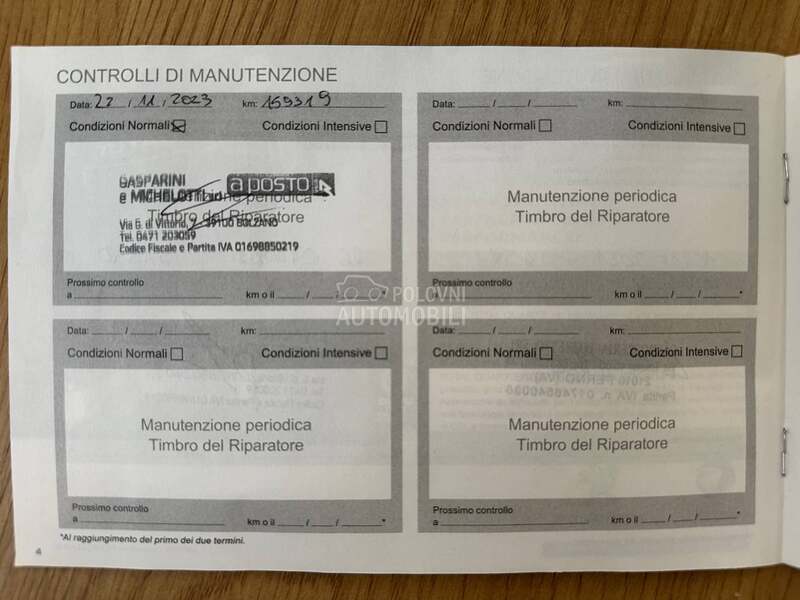 CONTROLLI DI MANUTENZIONE
Data: 22 / 11 / 2023 km: 159319
Condizioni Normali Condizioni Intensive
GASPARINI
e MICHELOTTI a posto
Manutenzione periodica
Timbro del Riparatore
Via G. di Vittorio, 39100 BOLZANO
Tel. 0471 203059
Codice Fiscale e Partita IVA 01698850219
Prossimo controllo
a km o il / / *
Data: / / km:
Condizioni Normali Condizioni Intensive
Manutenzione periodica
Timbro del Riparatore
Prossimo controllo
a km o il / / *
Data: / / km:
Condizioni Normali Condizioni Intensive
Manutenzione periodica
Timbro del Riparatore
Prossimo controllo
a km o il / / *
Data: / / km:
Condizioni Normali Condizioni Intensive
Manutenzione periodica
Timbro del Riparatore
Prossimo controllo
a km o il / / *
*Al raggiungimento del primo dei due termini.
4
POLOVNI
AUTOMOBILI